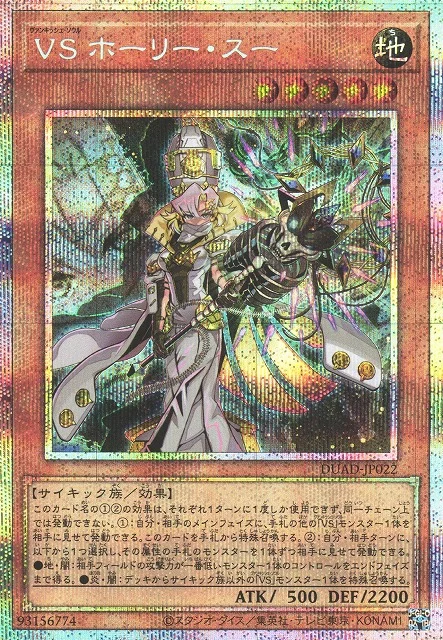 ヴァンキッシュ・ソウル
VS ホーリー・スー
地
DUAD-JP022
【サイキック族／効果】
このカード名の①②の効果は、それぞれ1ターンに1度しか使用できず、同一チェーン上
では発動できない。①：自分・相手のメインフェイズに、手札の他の「VS」モンスター1体を
相手に見せて発動できる。このカードを手札から特殊召喚する。②：自分・相手ターンに、
以下から1つ選択し、その属性の手札のモンスターを1体ずつ相手に見せて発動できる。
●地・闇：相手フィールドの攻撃力が一番低いモンスター1体のコントロールをエンドフェイズ
まで得る。●炎・闇：デッキからサイキック族以外の「VS」モンスター1体を特殊召喚する。
ATK/ 500 DEF/2200
93156774
©スタジオ・ダイス／集英社・テレビ東京・KONAMI